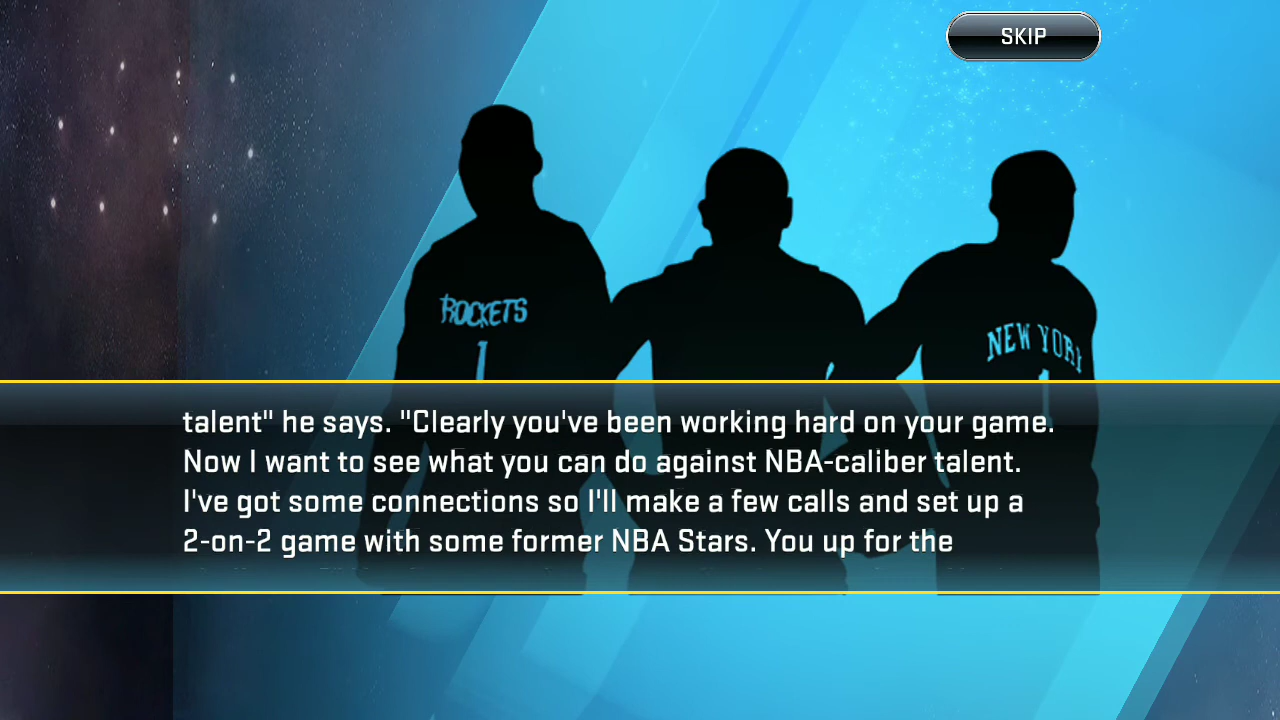 SKIP
ROCKETS
1
NEW YORK
1
talent" he says. "Clearly you've been working hard on your game.
Now I want to see what you can do against NBA-caliber talent.
I've got some connections so I'll make a few calls and set up a
2-on-2 game with some former NBA Stars. You up for the